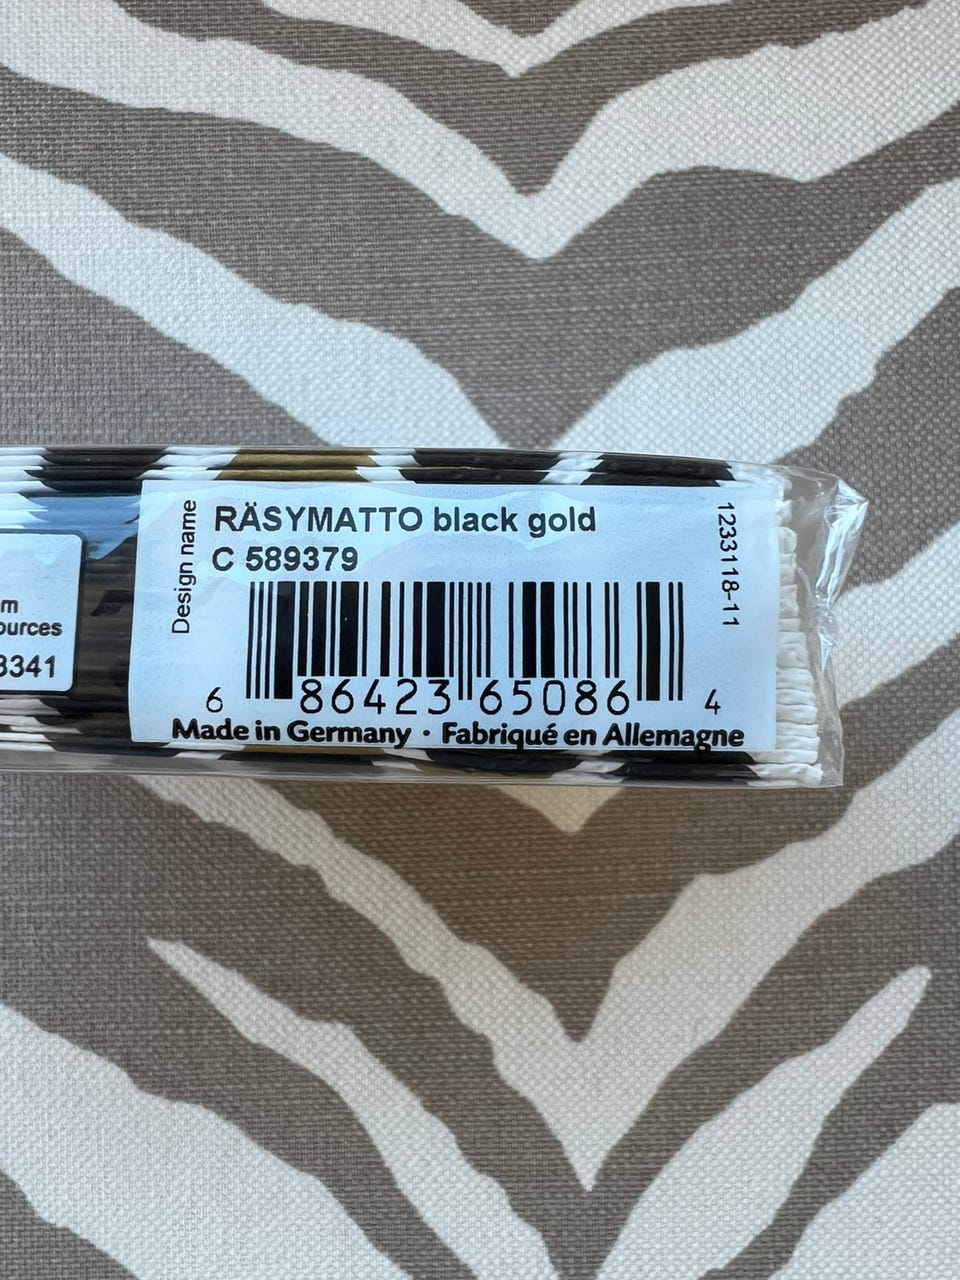 Design name
RÄSYMATTO black gold
C 589379
1233118-11
m
ources
3341
6 86423 65086 4
Made in Germany · Fabriqué en Allemagne